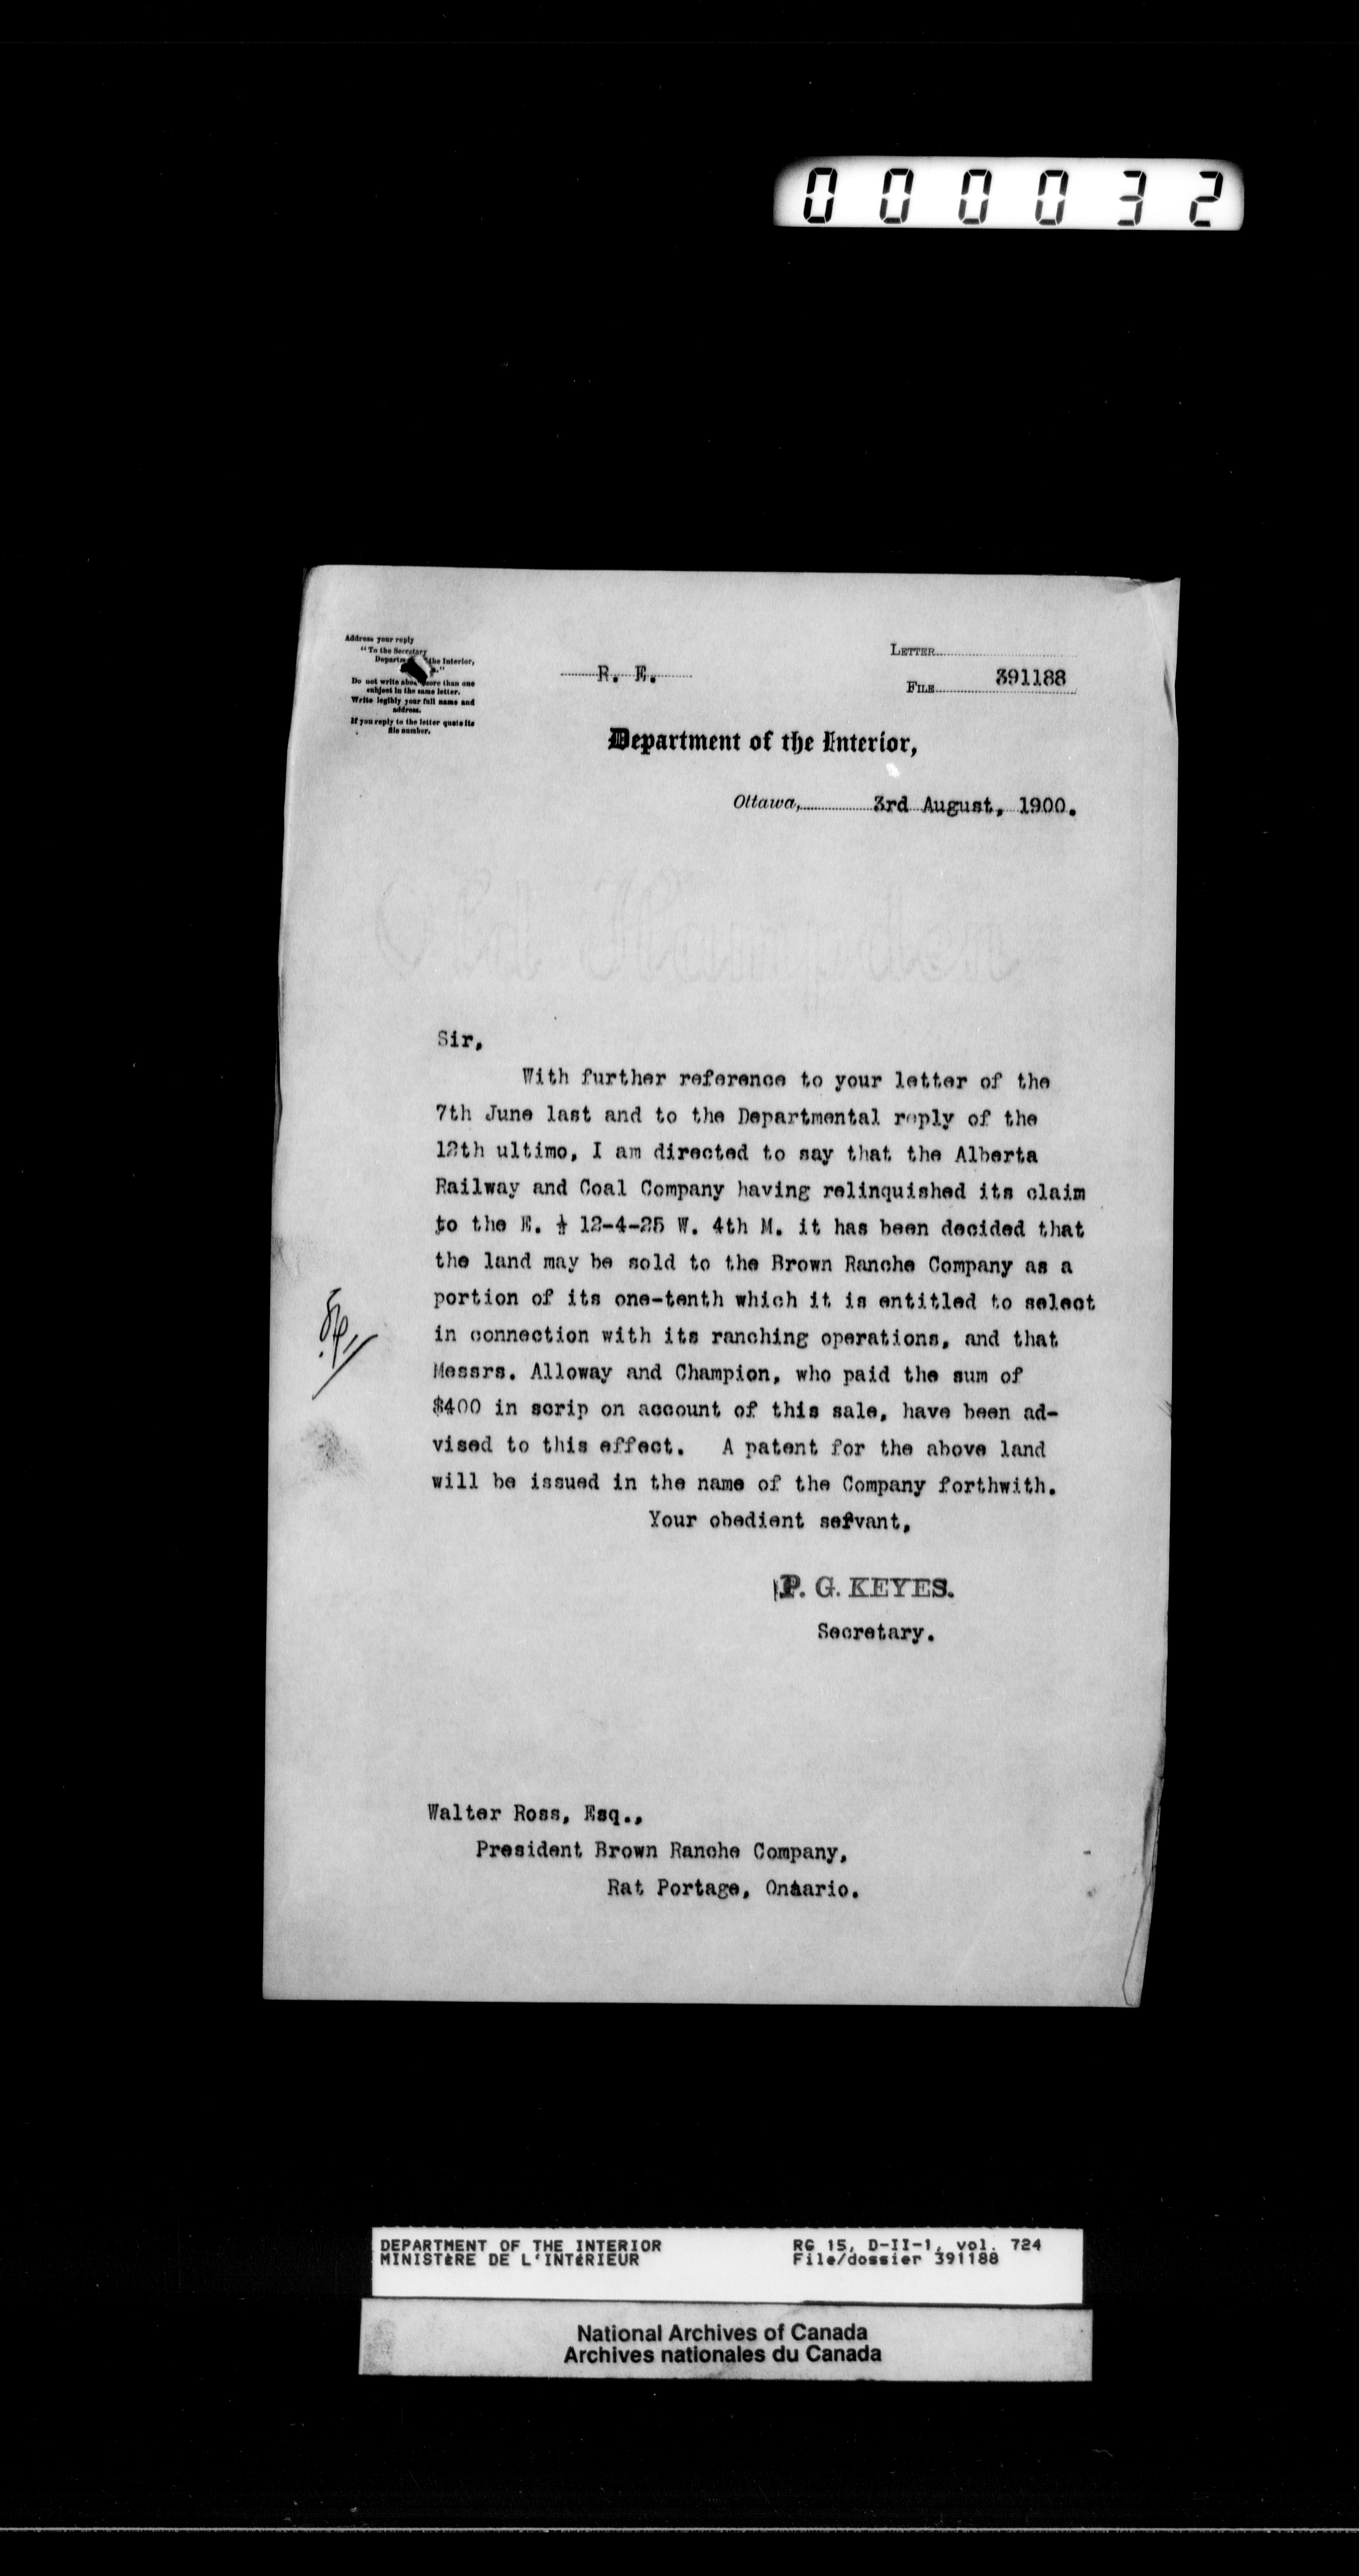 000032
Address your reply
"To the Secretary
the Interior,
Do not write more than one
subject in the same letter.
Write legibly your full name and
address.
If you reply to the letter quote its
file number.
R. E.
LETTER
FILE 391188
Department of the Interior,
Ottawa, 3rd August, 1900.
Old Hampden
Sir,
With further reference to your letter of the
7th June last and to the Departmental reply of the
12th ultimo, I am directed to say that the Alberta
Railway and Coal Company having relinquished its claim
to the E. ½ 12-4-25 W. 4th M. it has been decided that
the land may be sold to the Brown Ranche Company as a
portion of its one-tenth which it is entitled to select
in connection with its ranching operations, and that
Messrs. Alloway and Champion, who paid the sum of
$400 in scrip on account of this sale, have been ad-
vised to this effect. A patent for the above land
will be issued in the name of the Company forthwith.
Your obedient servant,
P. G. KEYES.
Secretary.
Walter Ross, Esq.,
President Brown Ranche Company,
Rat Portage, Ontario.
DEPARTMENT OF THE INTERIOR
MINISTÈRE DE L'INTÉRIEUR
RG 15, D-II-1, vol. 724
File/dossier 391188
National Archives of Canada
Archives nationales du Canada